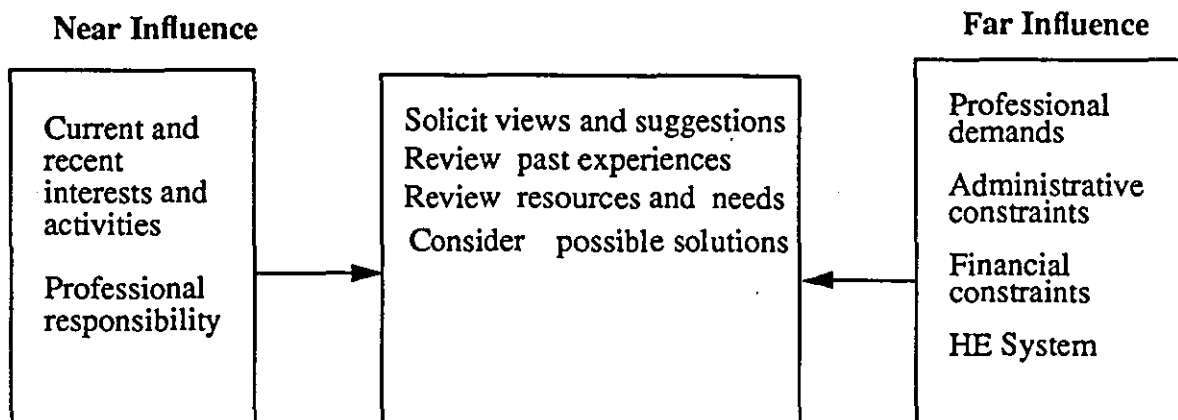 Near Influence
Current and
recent
interests and
activities
Professional
responsibility
Solicit views and suggestions
Review past experiences
Review resources and needs
Consider possible solutions
Far Influence
Professional
demands
Administrative
constraints
Financial
constraints
HE System